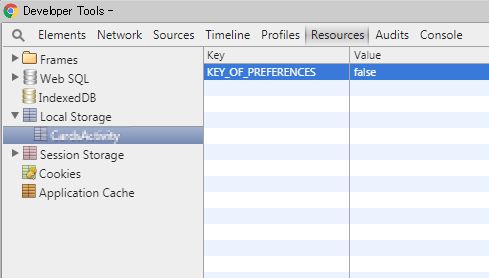 Developer Tools -
Elements Network Sources Timeline Profiles Resources Audits Console
Frames
Web SQL
IndexedDB
Local Storage
Session Storage
Cookies
Application Cache
Key Value
KEY_OF_PREFERENCES false